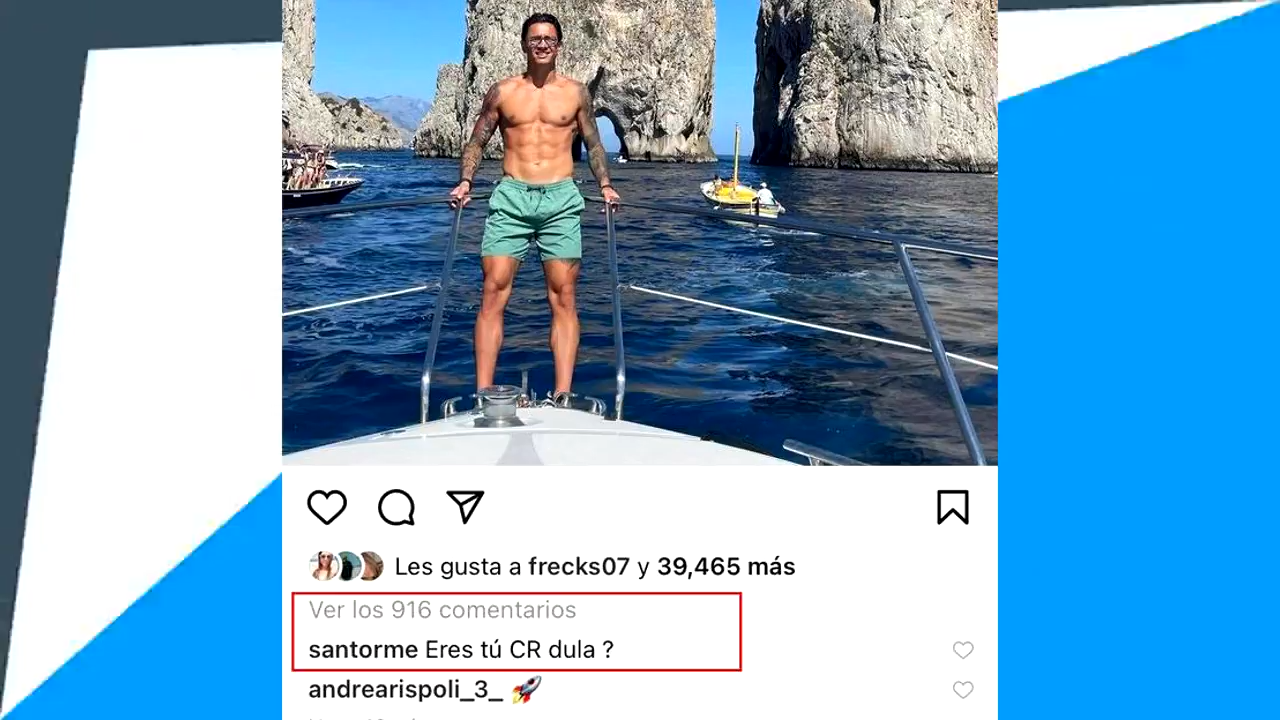 Les gusta a frecks07 y 39,465 más
Ver los 916 comentarios
santorme Eres tú CR dula ?
andrearispoli_3_ 🚀